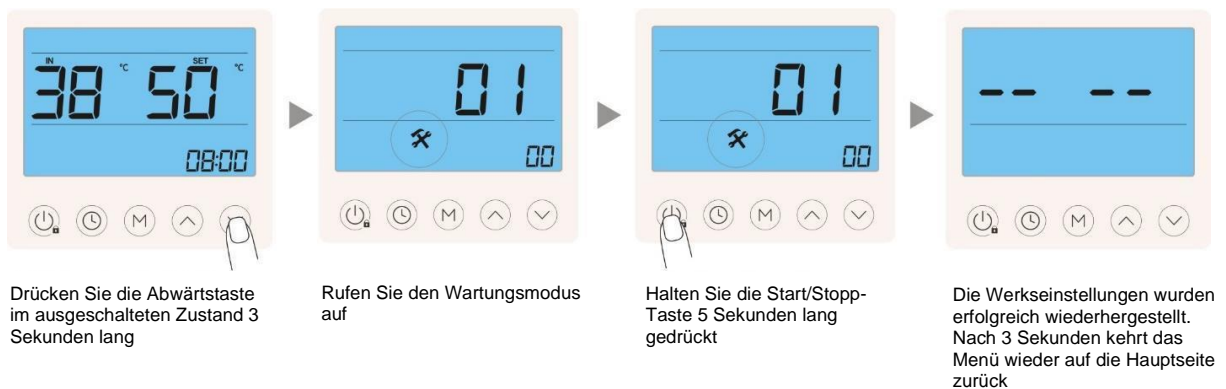 IN
38 °C
SET
50 °C
08:00
M
Drücken Sie die Abwärtstaste
im ausgeschalteten Zustand 3
Sekunden lang
01
00
M
Rufen Sie den Wartungsmodus
auf
01
00
M
Halten Sie die Start/Stopp-
Taste 5 Sekunden lang
gedrückt
-- --
M
Die Werkseinstellungen wurden
erfolgreich wiederhergestellt.
Nach 3 Sekunden kehrt das
Menü wieder auf die Hauptseite
zurück